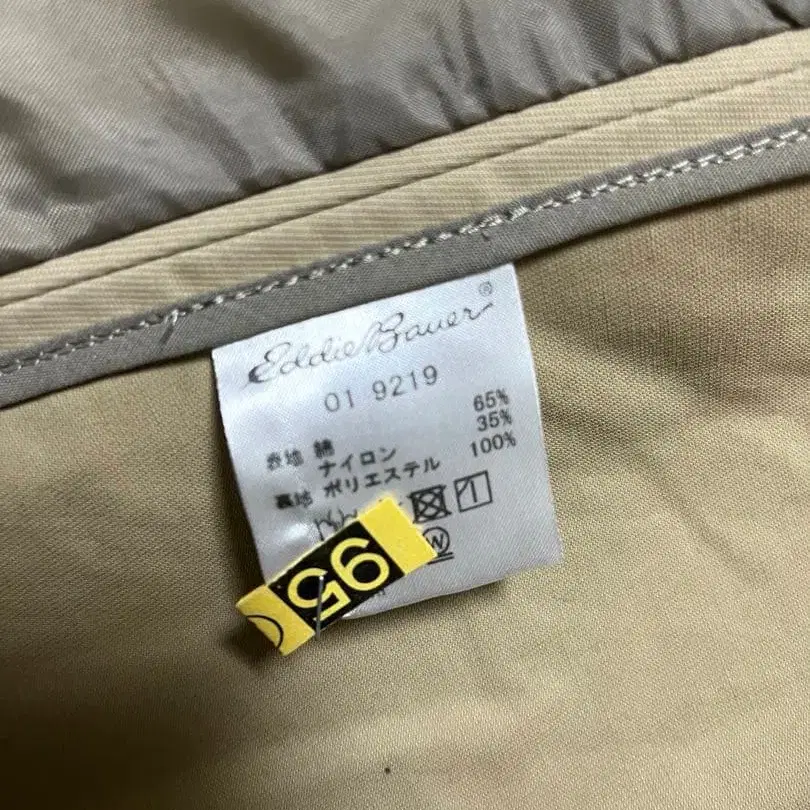 Eddie Bauer®
01 9219
表地 綿 65%
ナイロン 35%
裏地 ポリエステル 100%
W
95